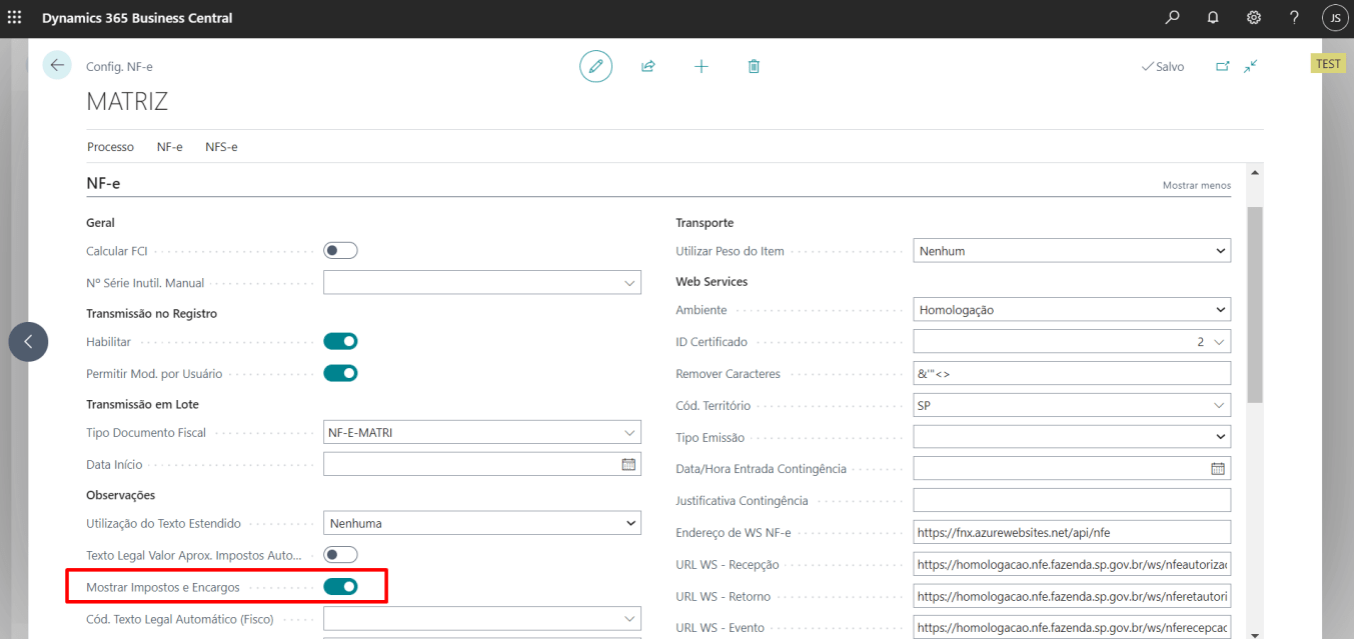 Dynamics 365 Business Central
JS
Config. NF-e
Salvo
TEST
MATRIZ
Processo NF-e NFS-e
NF-e
Mostrar menos
Geral
Calcular FCI
Nº Série Inutil. Manual
Transmissão no Registro
Habilitar
Permitir Mod. por Usuário
Transmissão em Lote
Tipo Documento Fiscal NF-E-MATRI
Data Início
Observações
Utilização do Texto Estendido Nenhuma
Texto Legal Valor Aprox. Impostos Auto...
Mostrar Impostos e Encargos
Cód. Texto Legal Automático (Fisco)
Transporte
Utilizar Peso do Item Nenhum
Web Services
Ambiente Homologação
ID Certificado 2
Remover Caracteres &'"<>
Cód. Território SP
Tipo Emissão
Data/Hora Entrada Contingência
Justificativa Contingência
Endereço de WS NF-e https://fnx.azurewebsites.net/api/nfe
URL WS - Recepção https://homologacao.nfe.fazenda.sp.gov.br/ws/nfeautorizac
URL WS - Retorno https://homologacao.nfe.fazenda.sp.gov.br/ws/nferetautori
URL WS - Evento https://homologacao.nfe.fazenda.sp.gov.br/ws/nferecepcac